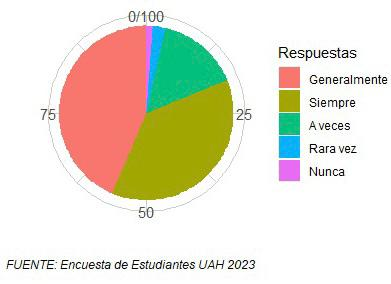 0/100
Respuestas
Generalmente
75
25
Siempre
A veces
Rara vez
Nunca
50
FUENTE: Encuesta de Estudiantes UAH 2023